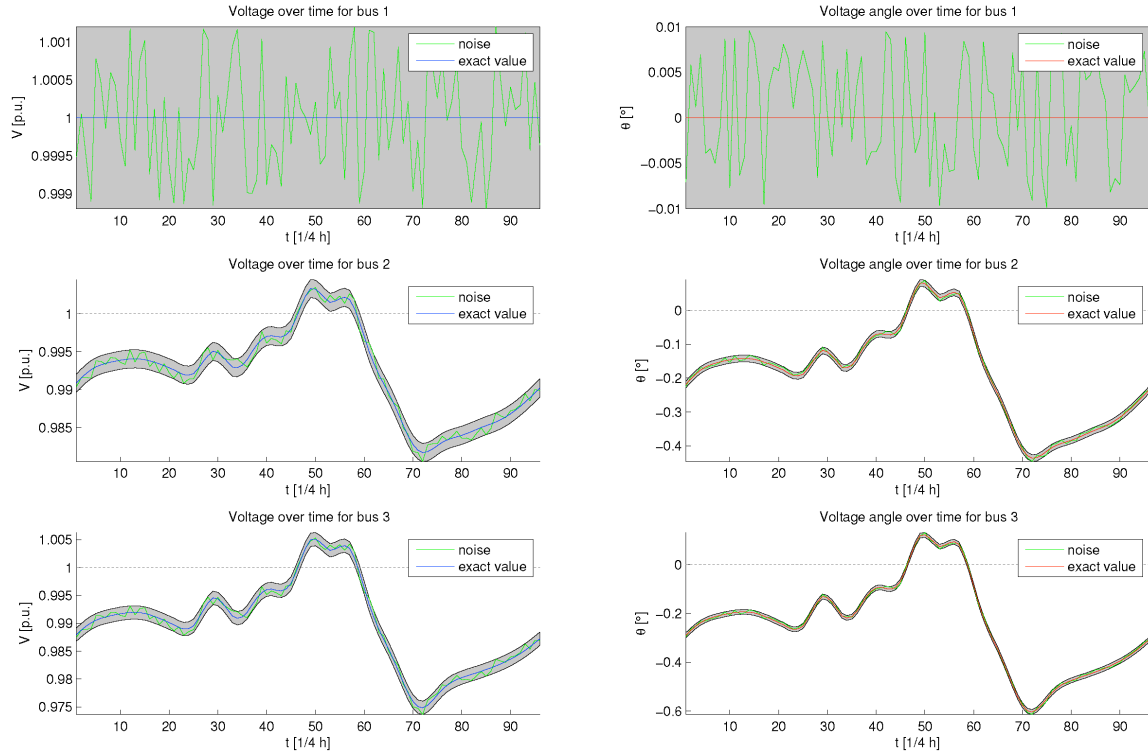 Voltage over time for bus 1
V [p.u.]
1.001
1.0005
1
0.9995
0.999
noise
exact value
10 20 30 40 50 60 70 80 90
t [1/4 h]
Voltage angle over time for bus 1
θ [°]
0.01
0.005
0
−0.005
−0.01
noise
exact value
10 20 30 40 50 60 70 80 90
t [1/4 h]
Voltage over time for bus 2
V [p.u.]
1
0.995
0.99
0.985
noise
exact value
10 20 30 40 50 60 70 80 90
t [1/4 h]
Voltage angle over time for bus 2
θ [°]
0
−0.1
−0.2
−0.3
−0.4
noise
exact value
10 20 30 40 50 60 70 80 90
t [1/4 h]
Voltage over time for bus 3
V [p.u.]
1.005
1
0.995
0.99
0.985
0.98
0.975
noise
exact value
10 20 30 40 50 60 70 80 90
t [1/4 h]
Voltage angle over time for bus 3
θ [°]
0
−0.2
−0.4
−0.6
noise
exact value
10 20 30 40 50 60 70 80 90
t [1/4 h]